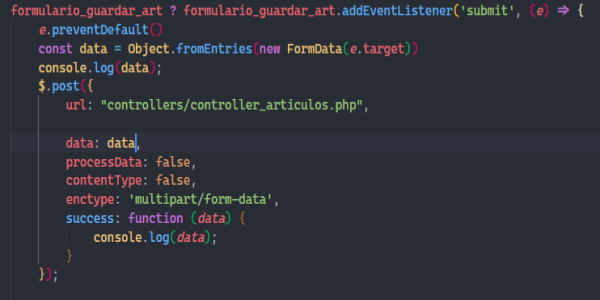 formulario_guardar_art ? formulario_guardar_art.addEventListener('submit', (e) => {
e.preventDefault()
const data = Object.fromEntries(new FormData(e.target))
console.log(data);
$.post({
url: "controllers/controller_articulos.php",
data: data,
processData: false,
contentType: false,
enctype: 'multipart/form-data',
success: function (data) {
console.log(data);
}
});